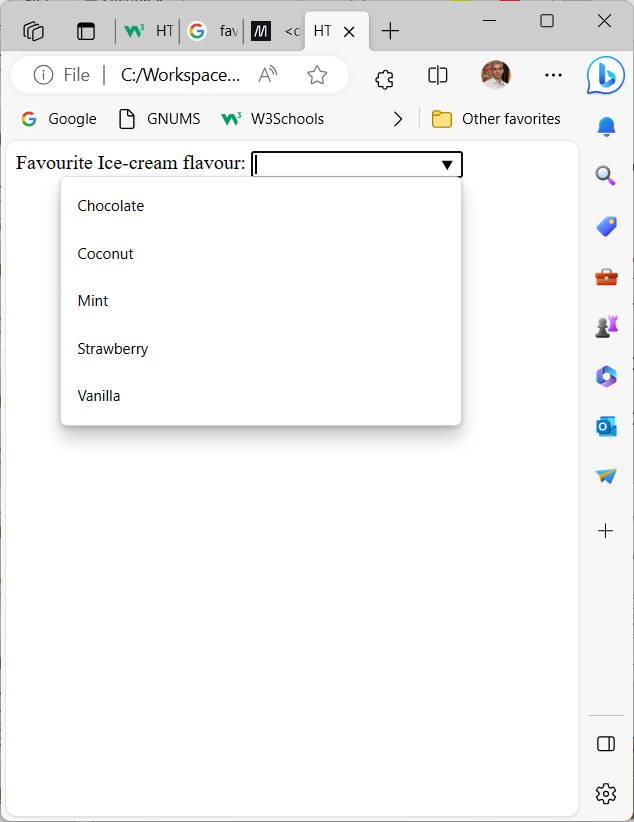 HT
fav
<c
HT
File
C:/Workspace...
Google
GNUMS
W3Schools
Other favorites
Favourite Ice-cream flavour:
Chocolate
Coconut
Mint
Strawberry
Vanilla